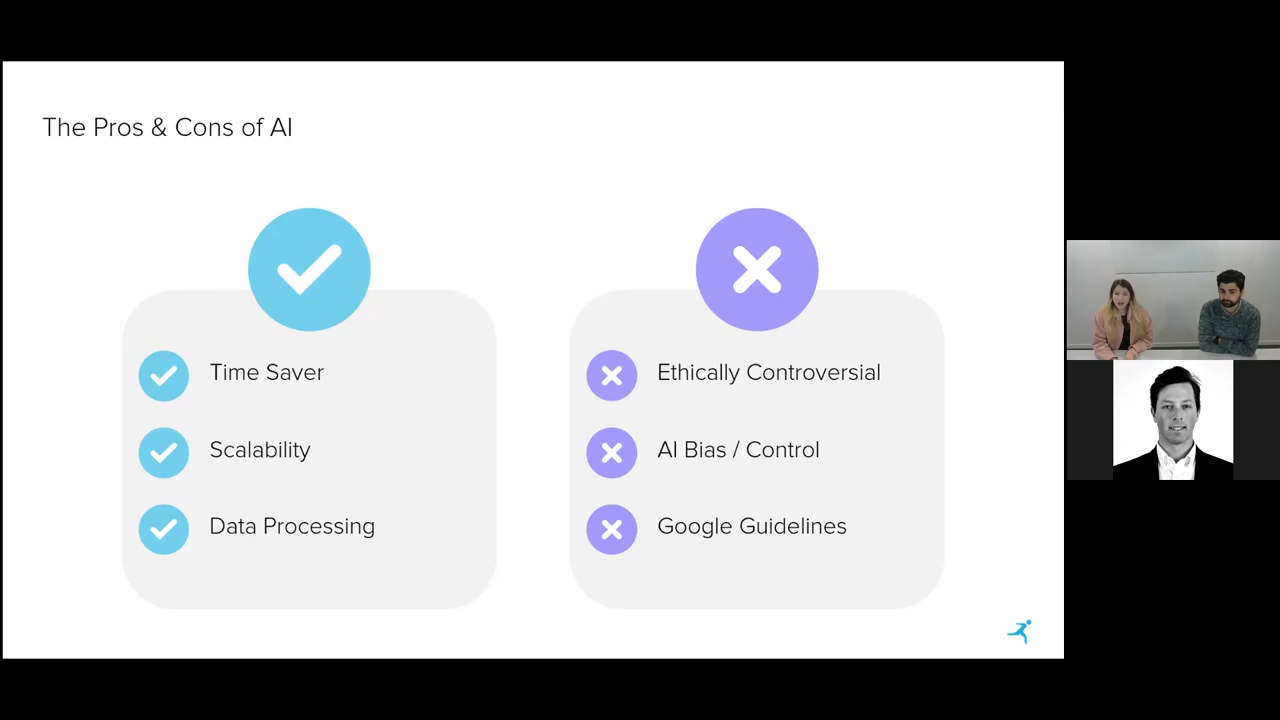 The Pros & Cons of AI
Time Saver
Scalability
Data Processing
Ethically Controversial
AI Bias / Control
Google Guidelines